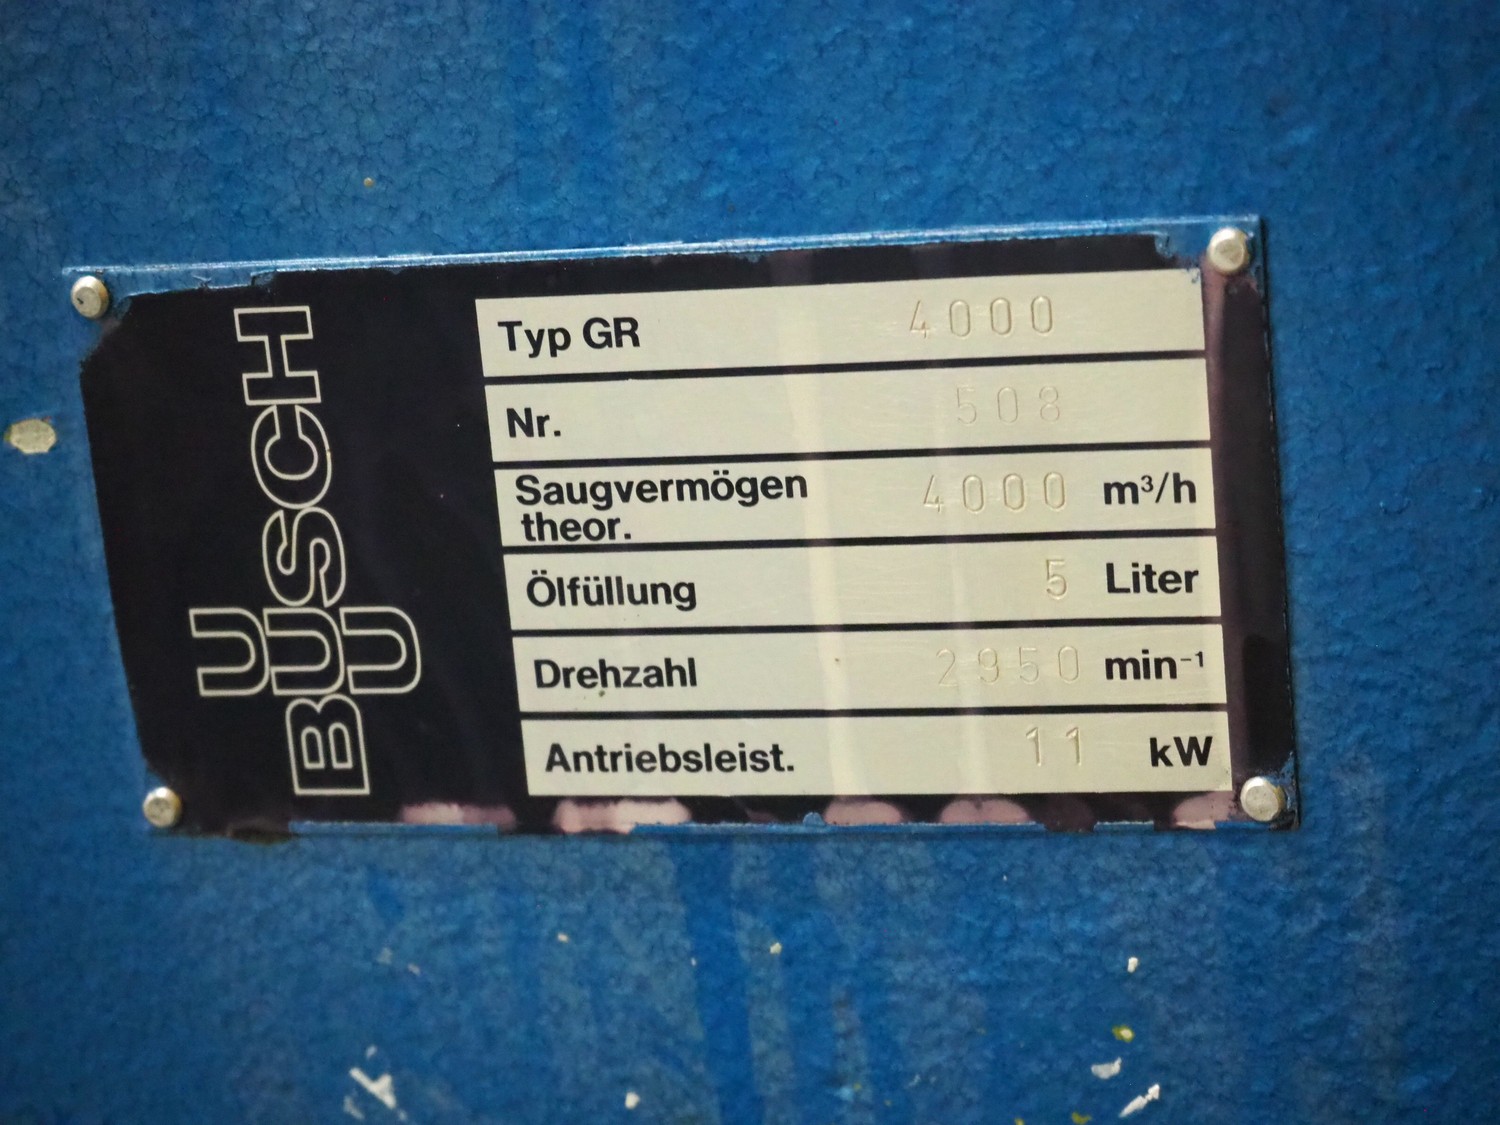 BUSCH
U
U
Typ GR 4000
Nr. 508
Saugvermögen
theor. 4000 m³/h
Ölfüllung 5 Liter
Drehzahl 2950 min⁻¹
Antriebsleist. 11 kW